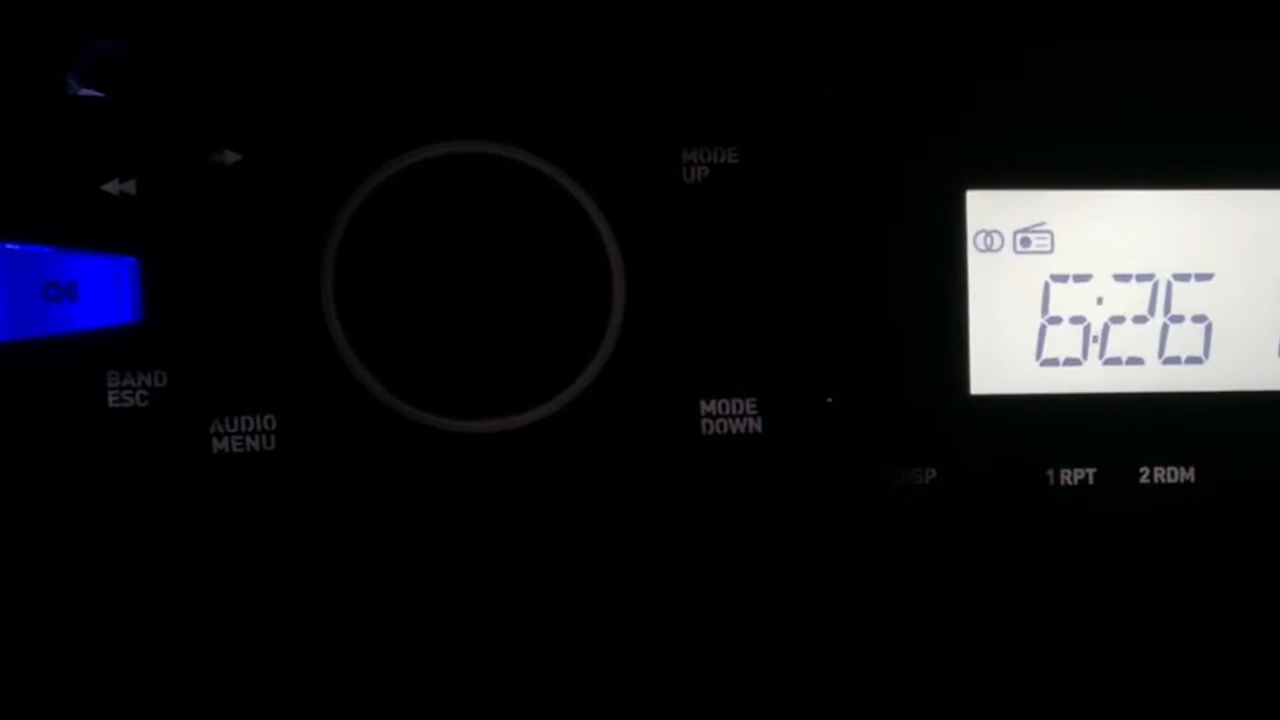 MODE
UP
6:26
BAND
ESC
AUDIO
MENU
MODE
DOWN
DISP
1 RPT
2 RDM